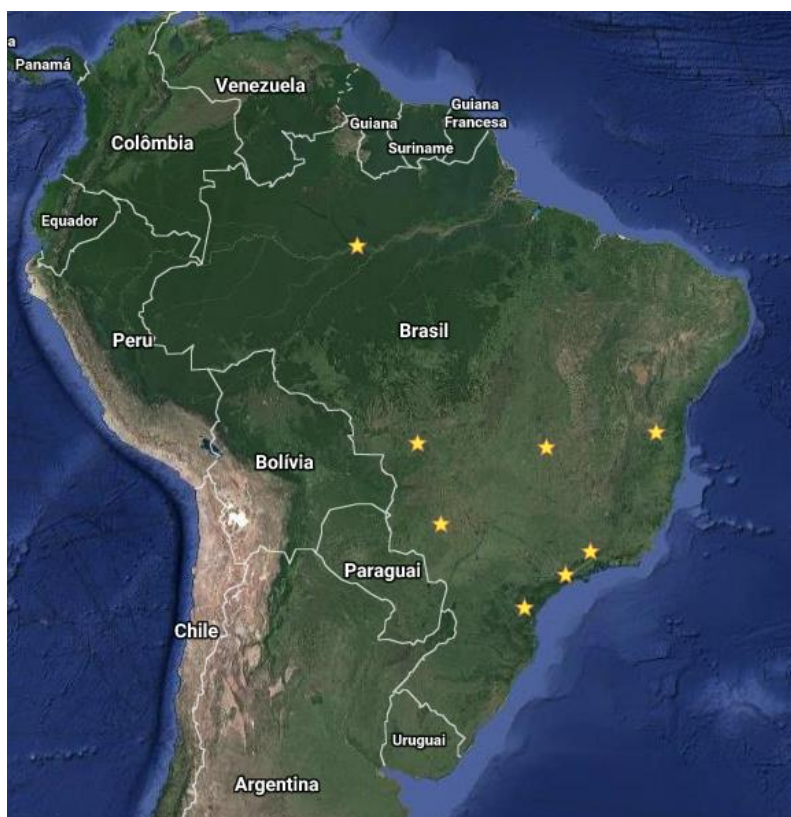 a
Panamá
Venezuela
Guiana
Guiana
Francesa
Suriname
Colômbia
Equador
Peru
Brasil
Bolívia
Paraguai
Chile
Uruguai
Argentina